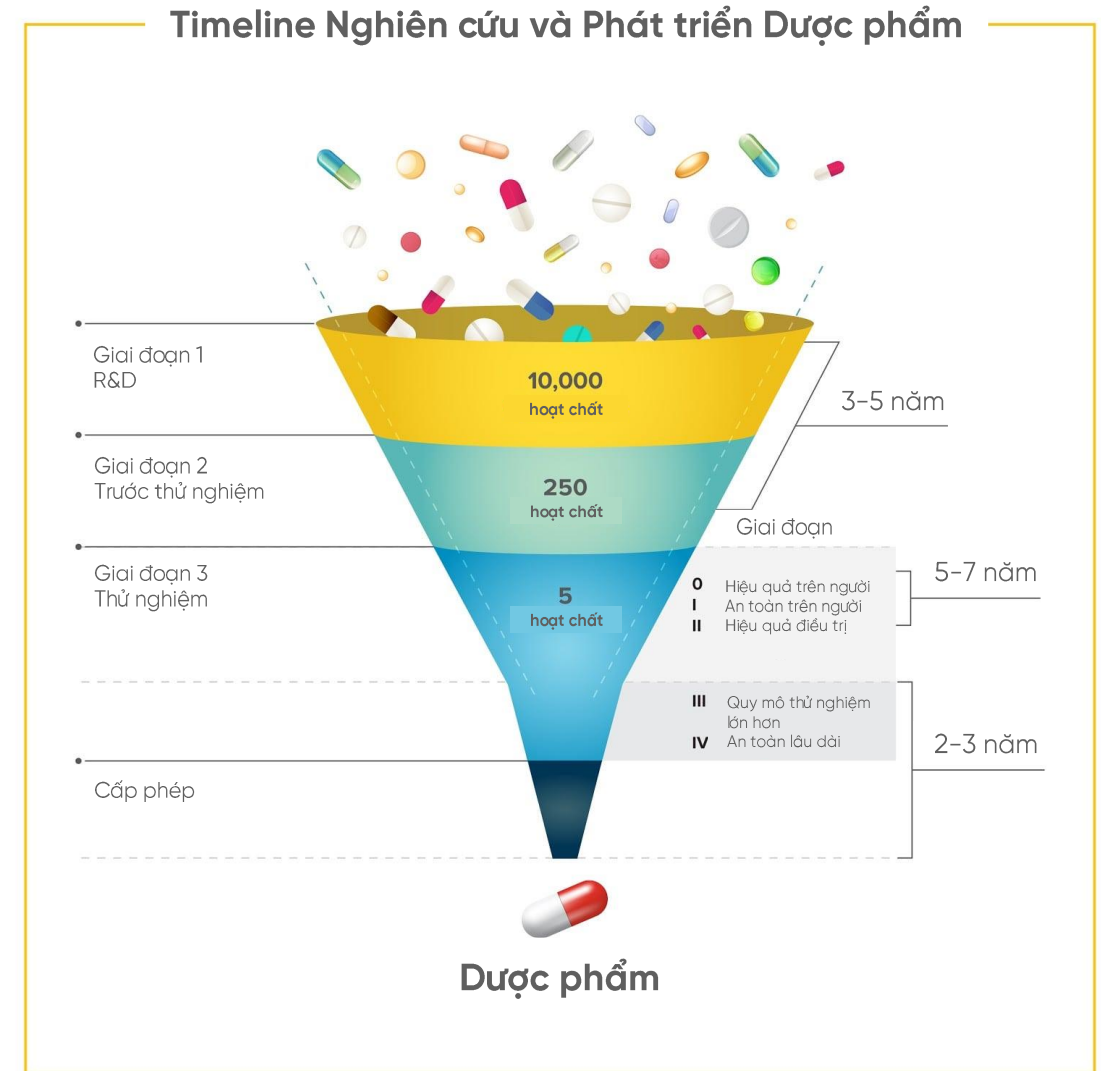 Timeline Nghiên cứu và Phát triển Dược phẩm
Giai đoạn 1
R&D
10,000
hoạt chất
3-5 năm
Giai đoạn 2
Trước thử nghiệm
250
hoạt chất
Giai đoạn
Giai đoạn 3
Thử nghiệm
5
hoạt chất
0 Hiệu quả trên người
I An toàn trên người
II Hiệu quả điều trị
5-7 năm
III Quy mô thử nghiệm
lớn hơn
IV An toàn lâu dài
2-3 năm
Cấp phép
Dược phẩm